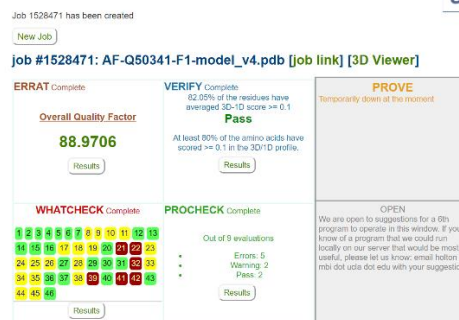 Job 1528471 has been created
New Job
job #1528471: AF-Q50341-F1-model_v4.pdb [job link] [3D Viewer]
ERRAT Complete
Overall Quality Factor
88.9706
Results
VERIFY Complete
82.05% of the residues have
averaged 3D-1D score >= 0.1
Pass
At least 80% of the amino acids have
scored >= 0.1 in the 3D/1D profile.
Results
PROVE
Temporarily down at the moment
WHATCHECK Complete
1 2 3 4 5 6 7 8 9 10 11 12 13
14 15 16 17 18 19 20 21 22 23
24 25 26 27 28 29 30 31 32 33
34 35 36 37 38 39 40 41 42 43
44 45 46
Results
PROCHECK Complete
Out of 9 evaluations
Errors: 5
Warning: 2
Pass: 2
Results
OPEN
We are open to suggestions for a 6th
program to operate in this window. If you
know of a program that we could run
locally on our server that would be most
useful, please let us know: email holton
mbi dot ucla dot edu with your suggestio